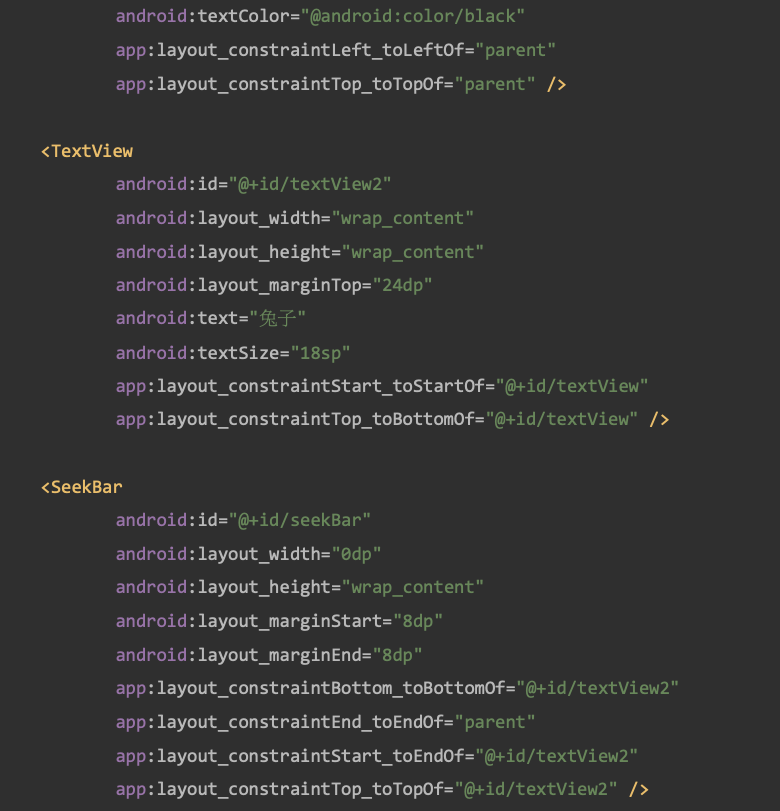 android:textColor="@android:color/black"
app:layout_constraintLeft_toLeftOf="parent"
app:layout_constraintTop_toTopOf="parent" />
<TextView
android:id="@+id/textView2"
android:layout_width="wrap_content"
android:layout_height="wrap_content"
android:layout_marginTop="24dp"
android:text="兔子"
android:textSize="18sp"
app:layout_constraintStart_toStartOf="@+id/textView"
app:layout_constraintTop_toBottomOf="@+id/textView" />
<SeekBar
android:id="@+id/seekBar"
android:layout_width="0dp"
android:layout_height="wrap_content"
android:layout_marginStart="8dp"
android:layout_marginEnd="8dp"
app:layout_constraintBottom_toBottomOf="@+id/textView2"
app:layout_constraintEnd_toEndOf="parent"
app:layout_constraintStart_toEndOf="@+id/textView2"
app:layout_constraintTop_toTopOf="@+id/textView2" />